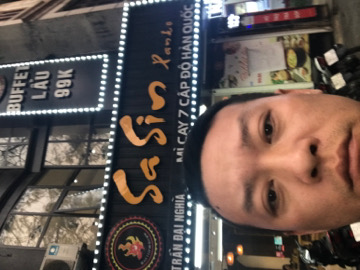 BUFFET
LẨU
99K
SaSin
MÌ CAY 7 CẤP ĐỘ HÀN QUỐC
TRẦN ĐẠI NGHĨA